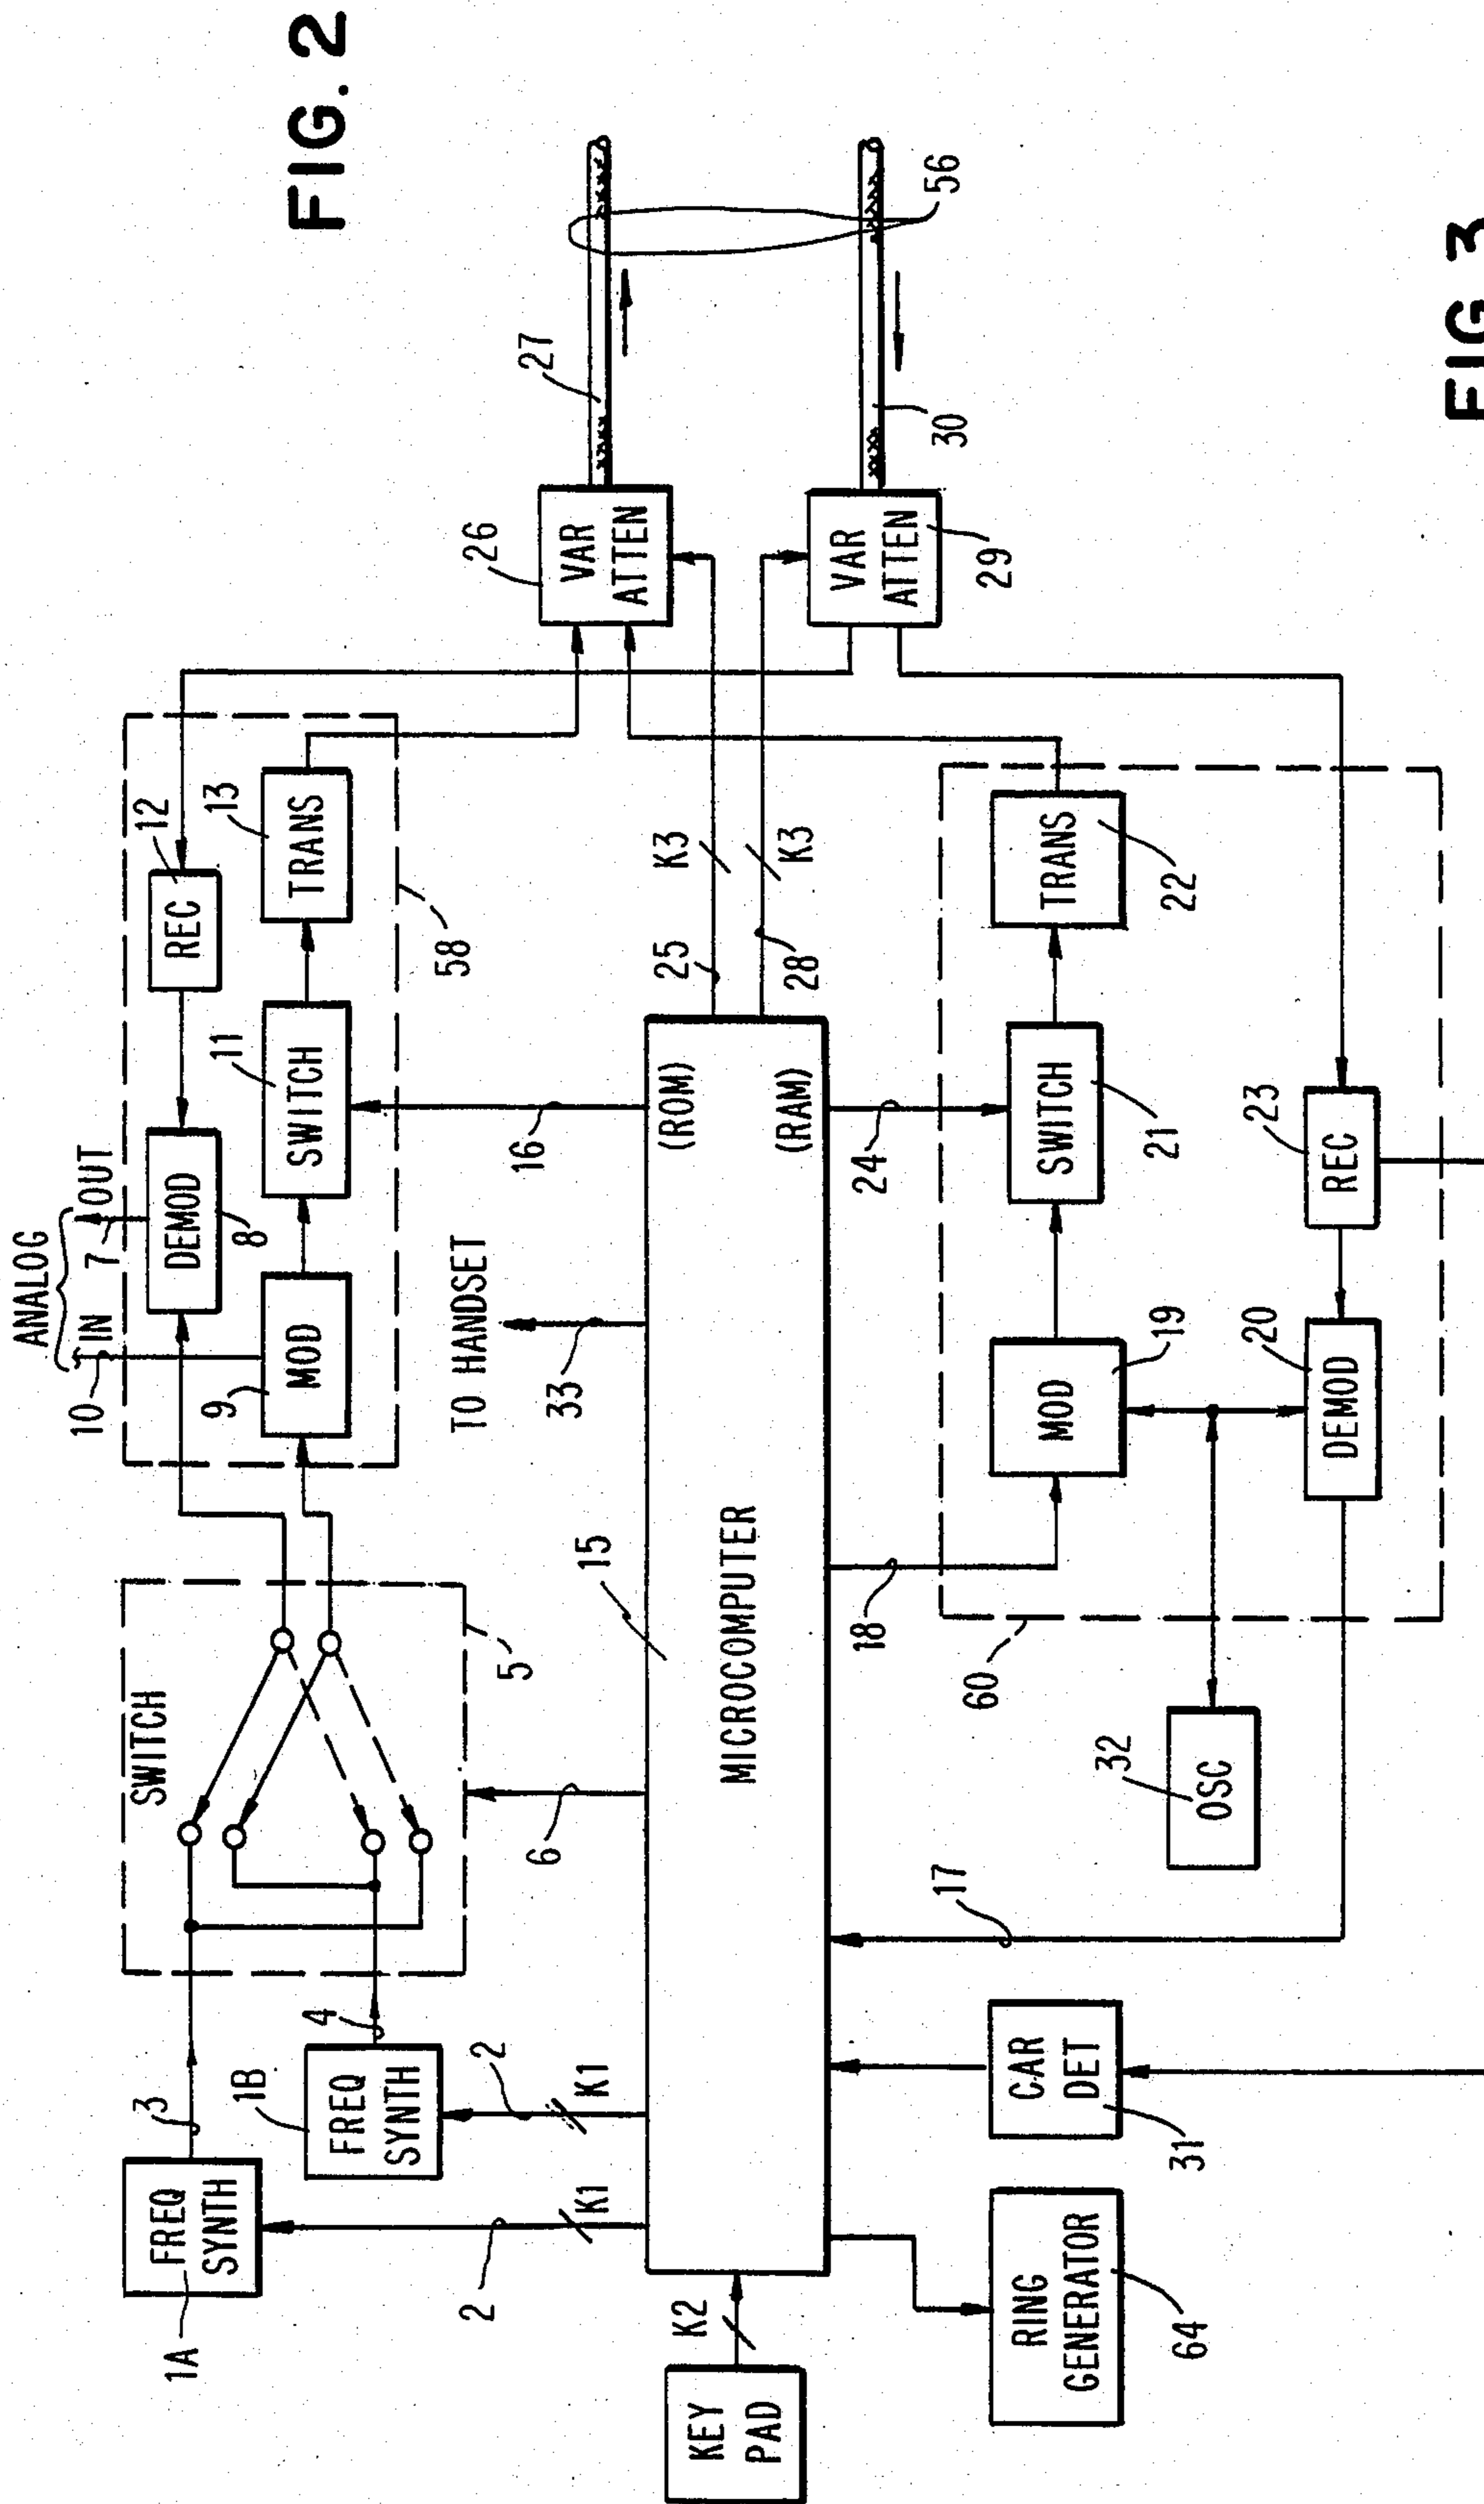 FIG. 2
ANALOG
10 IN 7 OUT
1A
FREQ
SYNTH
3
1B
FREQ
SYNTH
4
SWITCH
5
DEMOD
8
REC
12
9
MOD
11
SWITCH
13
TRANS
58
26
VAR
ATTEN
27
56
2
K1
2
K1
6
TO HANDSET
33
16
K3
25
K3
28
VAR
ATTEN
29
30
KEY
PAD
K2
15
MICROCOMPUTER
(ROM)
(RAM)
RING
GENERATOR
64
CAR
DET
31
17
18
24
60
32
OSC
MOD
19
SWITCH
21
TRANS
22
20
DEMOD
23
REC
FIG 3